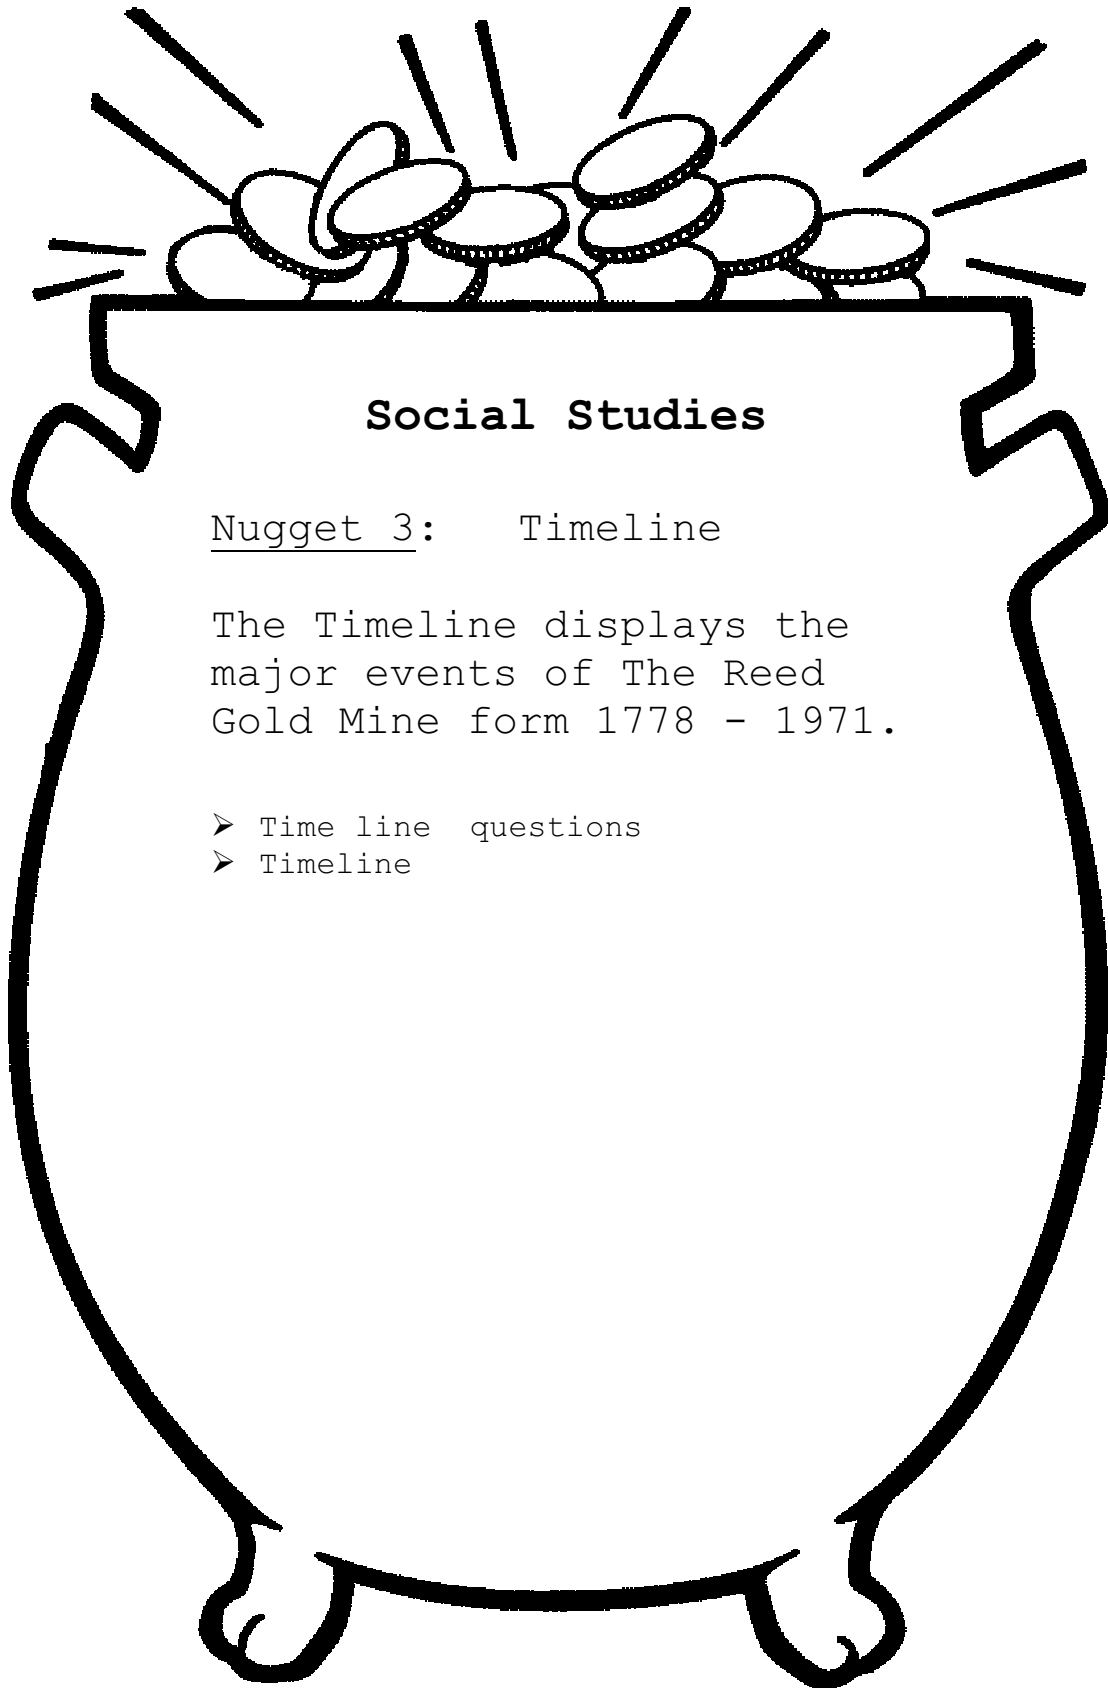 Social Studies
Nugget 3: Timeline
The Timeline displays the
major events of The Reed
Gold Mine form 1778 - 1971.
➢ Time line questions
➢ Timeline